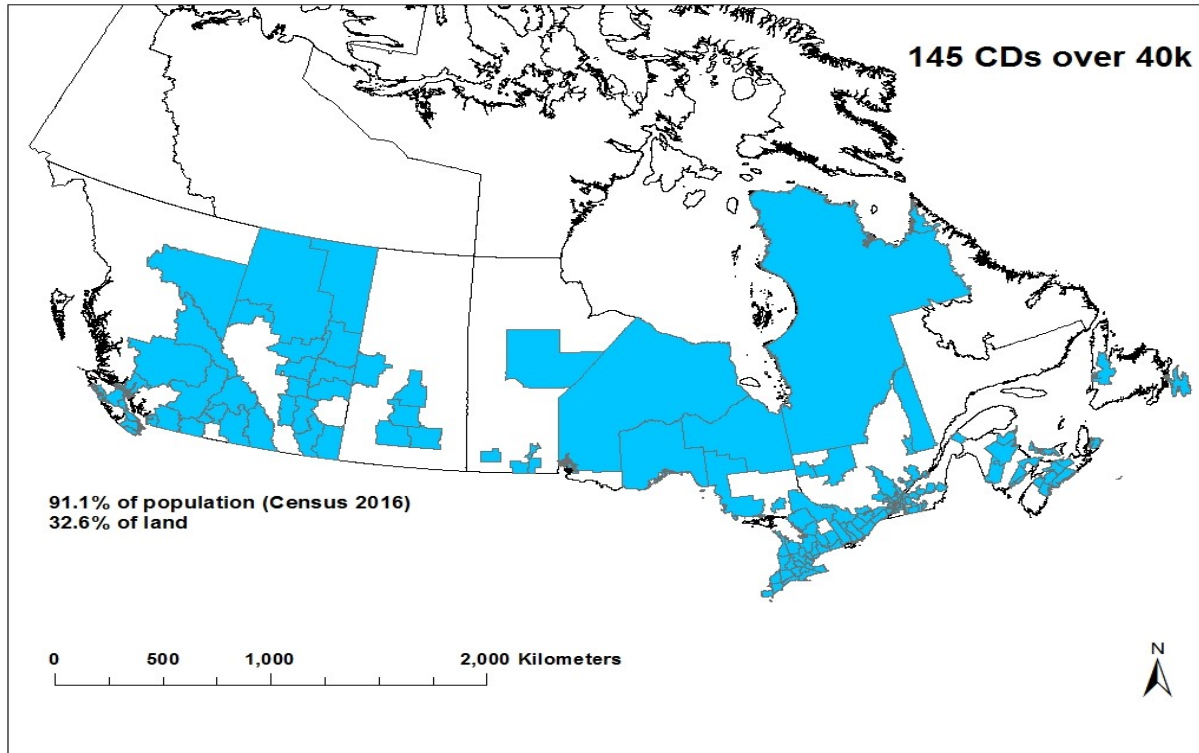 145 CDs over 40k
91.1% of population (Census 2016)
32.6% of land
0 500 1,000 2,000 Kilometers
N